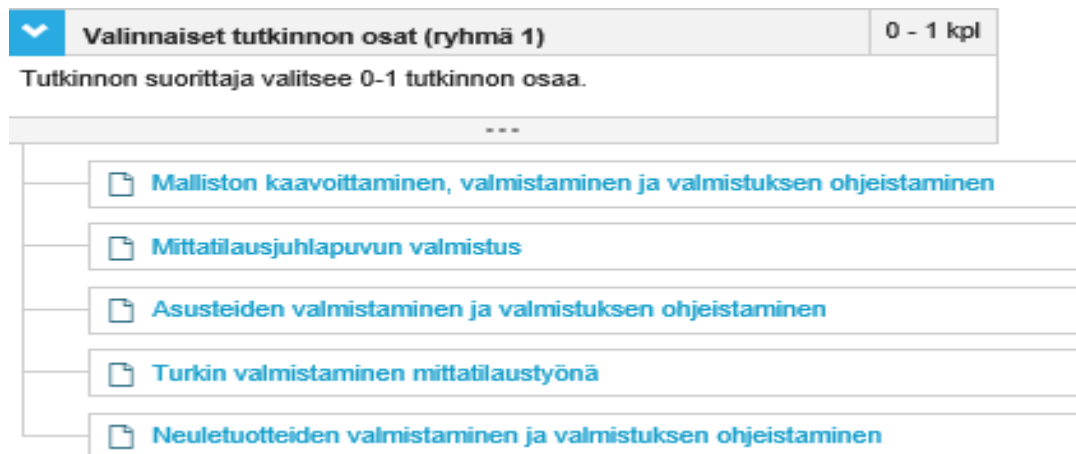 Valinnaiset tutkinnon osat (ryhmä 1) 0 - 1 kpl
Tutkinnon suorittaja valitsee 0-1 tutkinnon osaa.
Malliston kaavoittaminen, valmistaminen ja valmistuksen ohjeistaminen
Mittatilausjuhlapuvun valmistus
Asusteiden valmistaminen ja valmistuksen ohjeistaminen
Turkin valmistaminen mittatilaustyönä
Neuletuotteiden valmistaminen ja valmistuksen ohjeistaminen